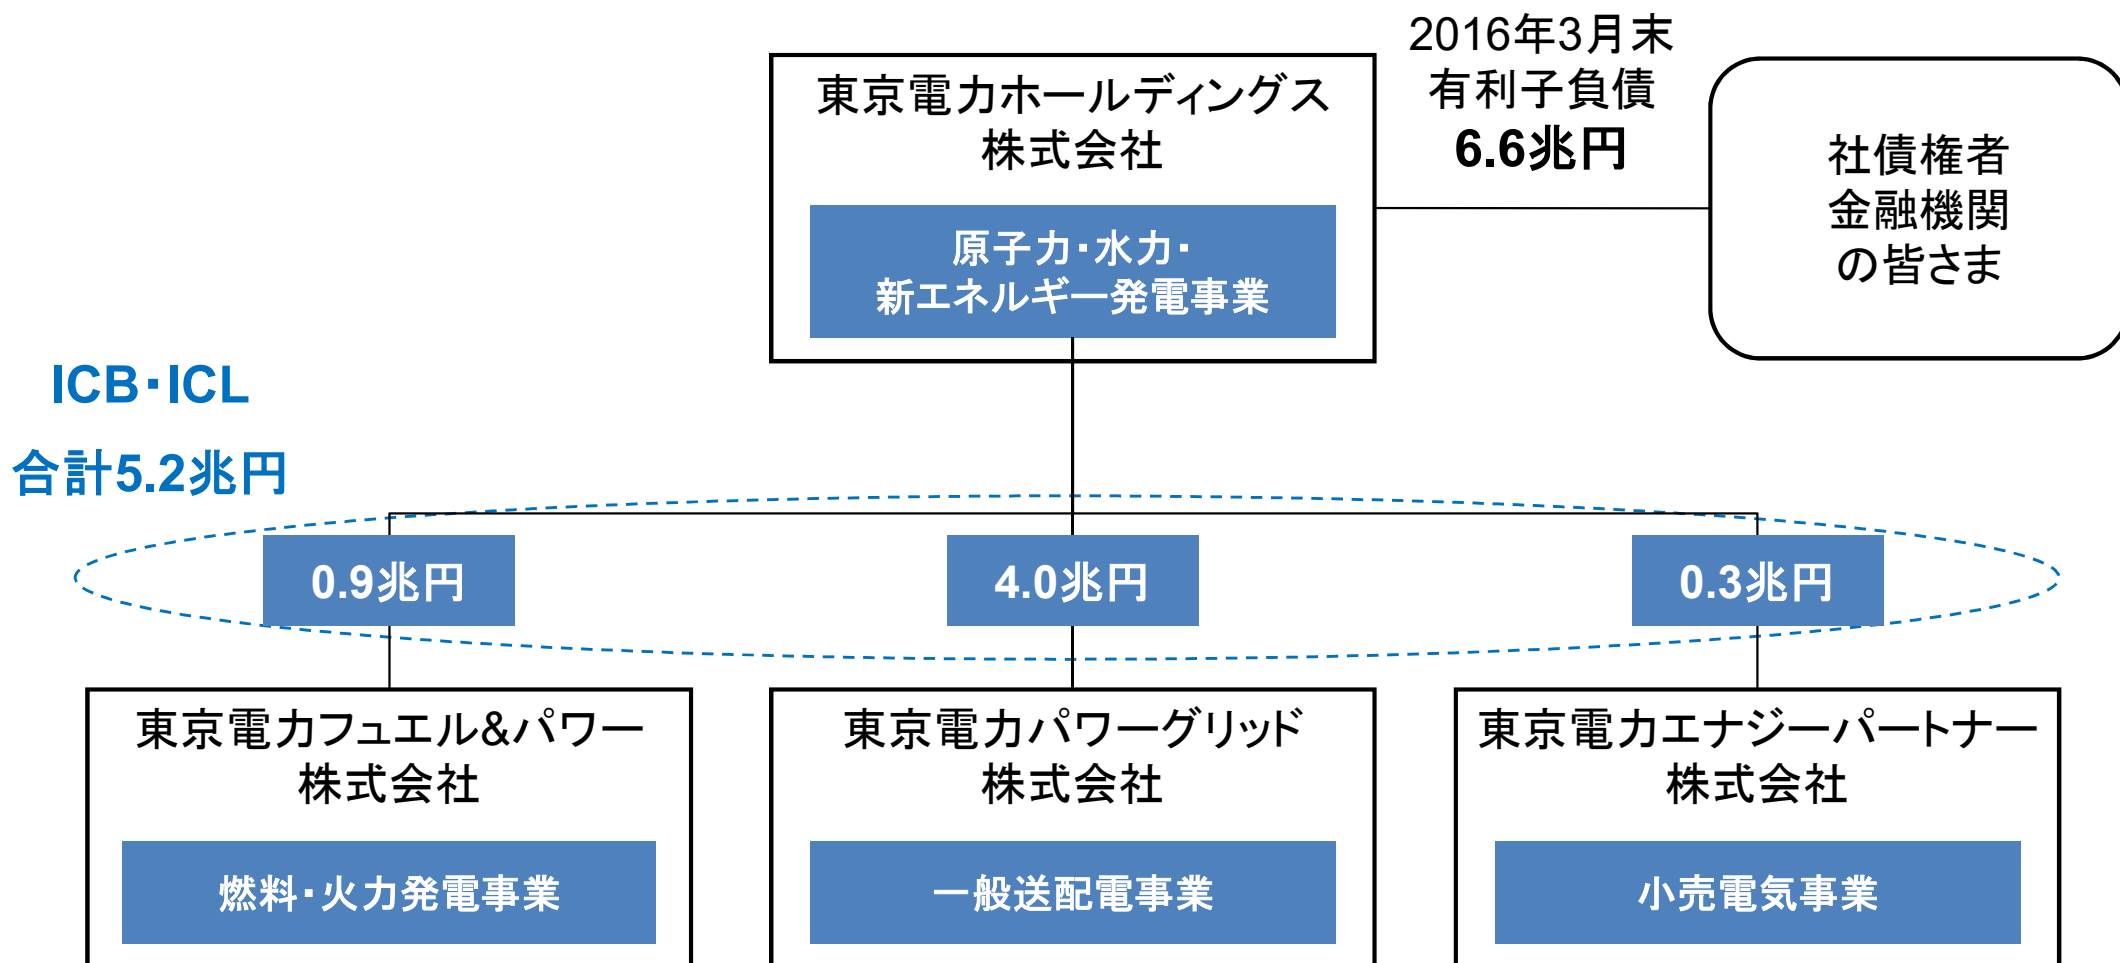 2016年3月末
有利子負債
6.6兆円
東京電力ホールディングス
株式会社
原子力・水力・
新エネルギー発電事業
社債権者
金融機関
の皆さま
ICB・ICL
合計5.2兆円
0.9兆円
4.0兆円
0.3兆円
東京電力フュエル&パワー
株式会社
燃料・火力発電事業
東京電力パワーグリッド
株式会社
一般送配電事業
東京電力エナジーパートナー
株式会社
小売電気事業